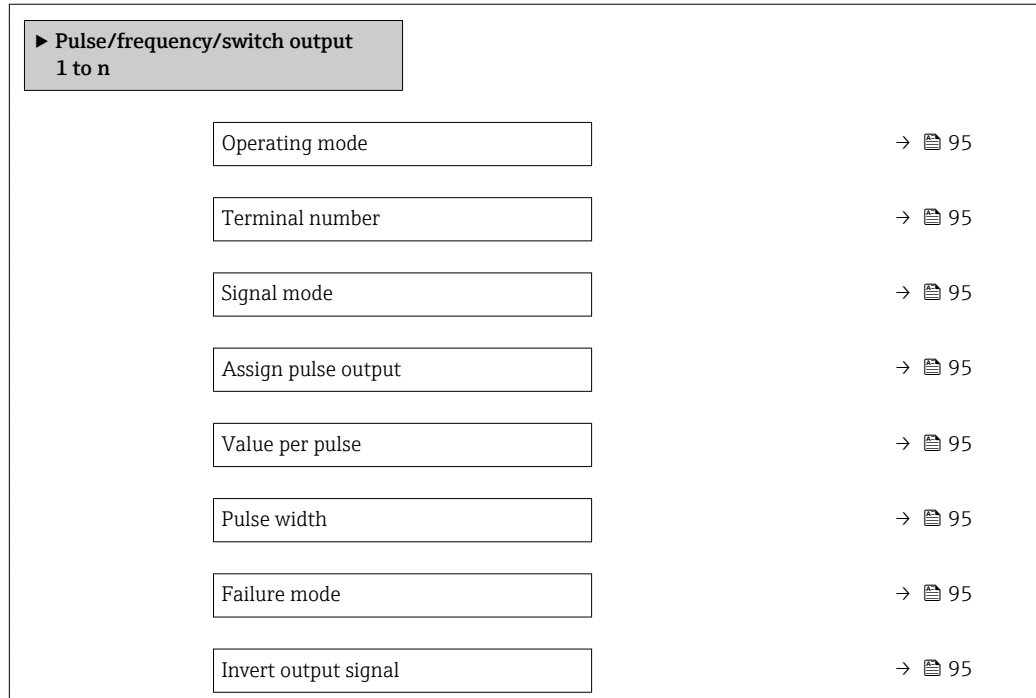 ▶ Pulse/frequency/switch output
1 to n
Operating mode → 95
Terminal number → 95
Signal mode → 95
Assign pulse output → 95
Value per pulse → 95
Pulse width → 95
Failure mode → 95
Invert output signal → 95